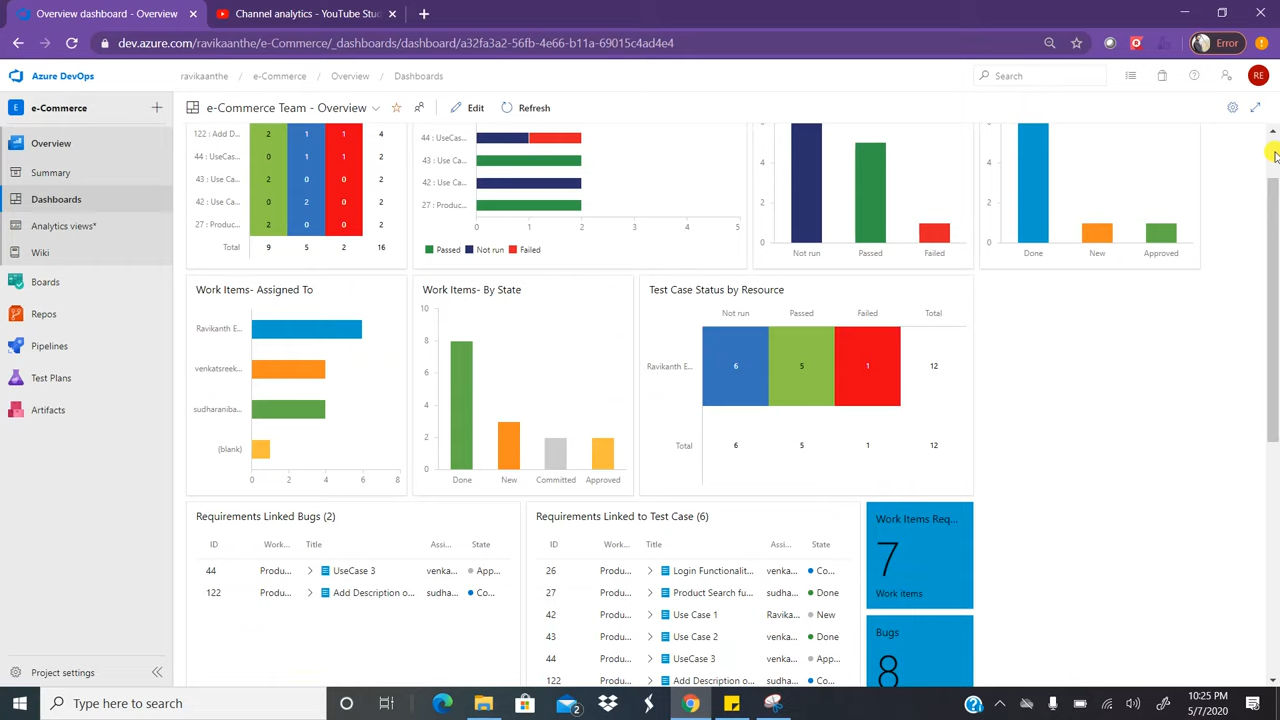 Overview dashboard - Overview
Channel analytics - YouTube Stud
dev.azure.com/ravikaanthe/e-Commerce/_dashboards/dashboard/a32fa3a2-56fb-4e66-b11a-69015c4ad4e4
Error
Azure DevOps
ravikaanthe / e-Commerce / Overview / Dashboards
Search
RE
E e-Commerce
e-Commerce Team - Overview
Edit
Refresh
Overview
Summary
Dashboards
Analytics views*
Wiki
Boards
Repos
Pipelines
Test Plans
Artifacts
Project settings
122 : Add D... 2 1 1 4
44 : UseCas... 0 1 1 2
43 : Use Ca... 2 0 0 2
42 : Use Ca... 0 2 0 2
27 : Produc... 2 0 0 2
Total 9 5 2 16
44 : UseCas...
43 : Use Ca...
42 : Use Ca...
27 : Produc...
0 1 2 3 4 5
Passed Not run Failed
4
2
0
Not run Passed Failed
4
2
0
Done New Approved
Work Items- Assigned To
Ravikanth E...
venkatsreek...
sudharaniba...
(blank)
0 2 4 6 8
Work Items- By State
10
8
6
4
2
0
Done New Committed Approved
Test Case Status by Resource
Not run Passed Failed Total
Ravikanth E... 6 5 1 12
Total 6 5 1 12
Requirements Linked Bugs (2)
ID Work... Title Assi... State
44 Produ... UseCase 3 venka... App...
122 Produ... Add Description o... sudha... Co...
Requirements Linked to Test Case (6)
ID Work... Title Assi... State
26 Produ... Login Functionalit... venka... Co...
27 Produ... Product Search fu... sudha... Done
42 Produ... Use Case 1 Ravika... New
43 Produ... Use Case 2 venka... Done
44 Produ... UseCase 3 venka... App...
122 Produ... Add Description o... sudha... Co...
Work Items Req...
7
Work items
Bugs
8
Type here to search
2
10:25 PM
5/7/2020